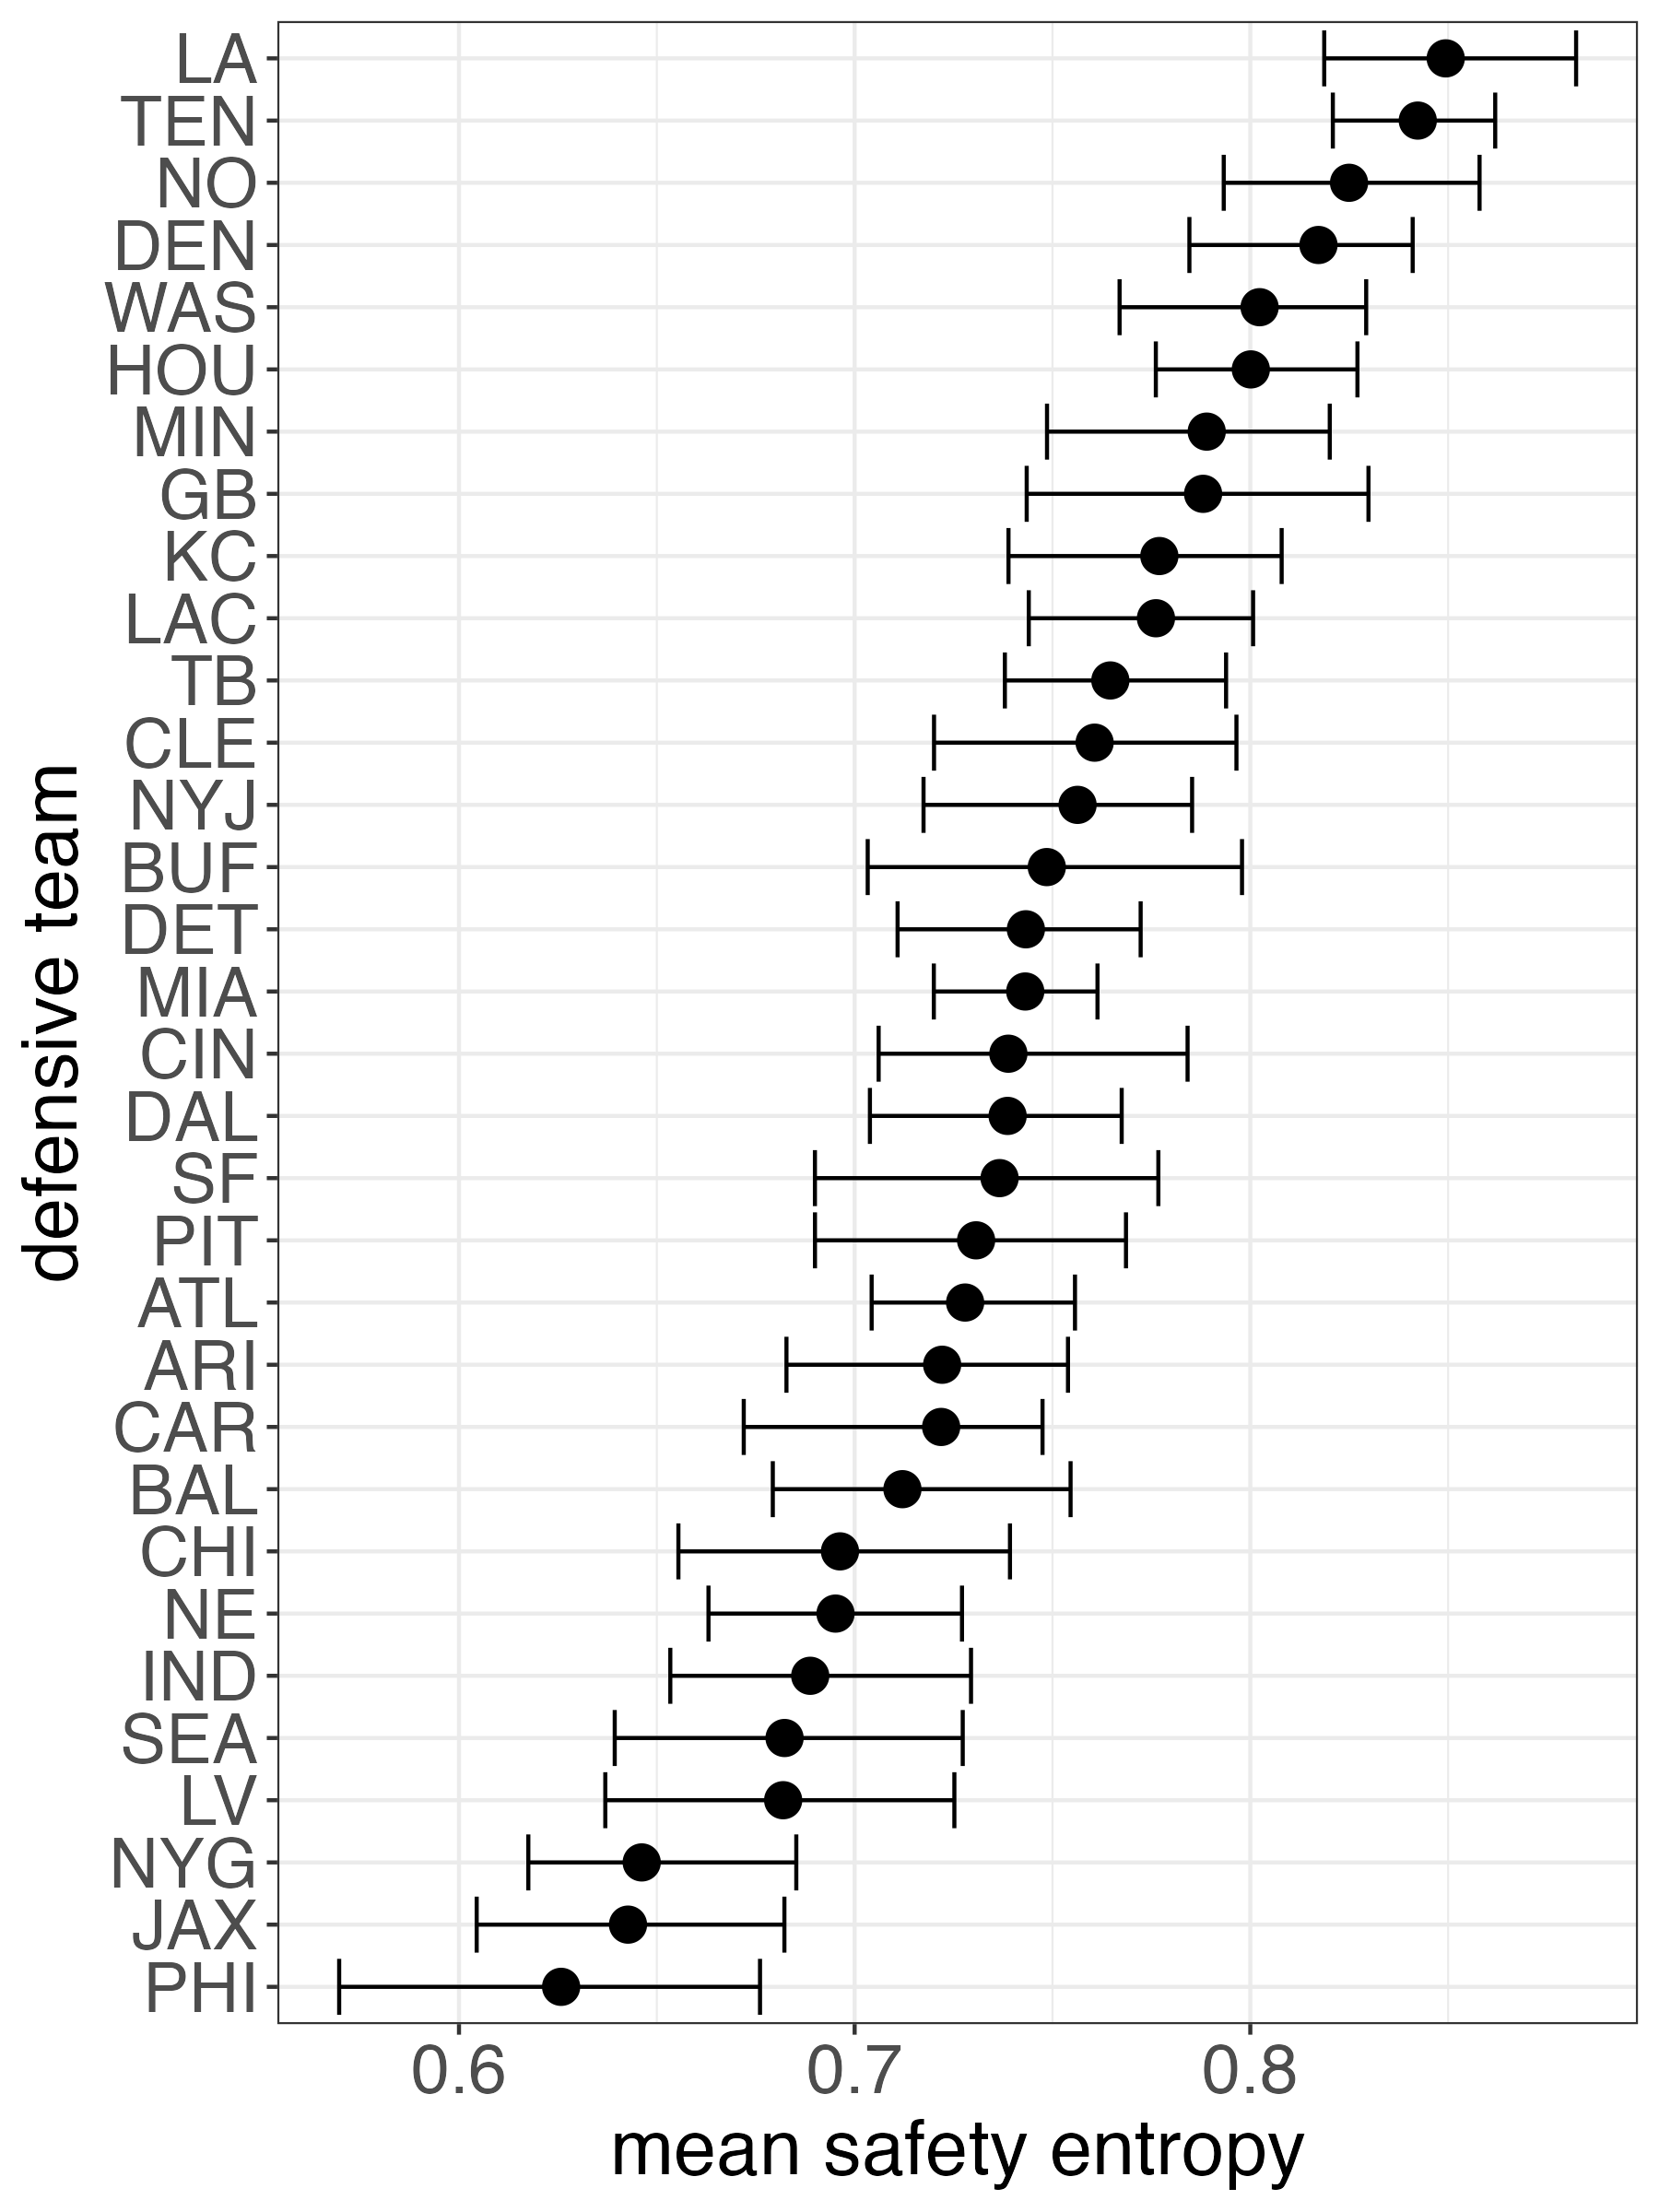 LA
TEN
NO
DEN
WAS
HOU
MIN
GB
KC
LAC
TB
CLE
NYJ
BUF
DET
MIA
CIN
DAL
SF
PIT
ATL
ARI
CAR
BAL
CHI
NE
IND
SEA
LV
NYG
JAX
PHI
defensive team
0.6 0.7 0.8
mean safety entropy